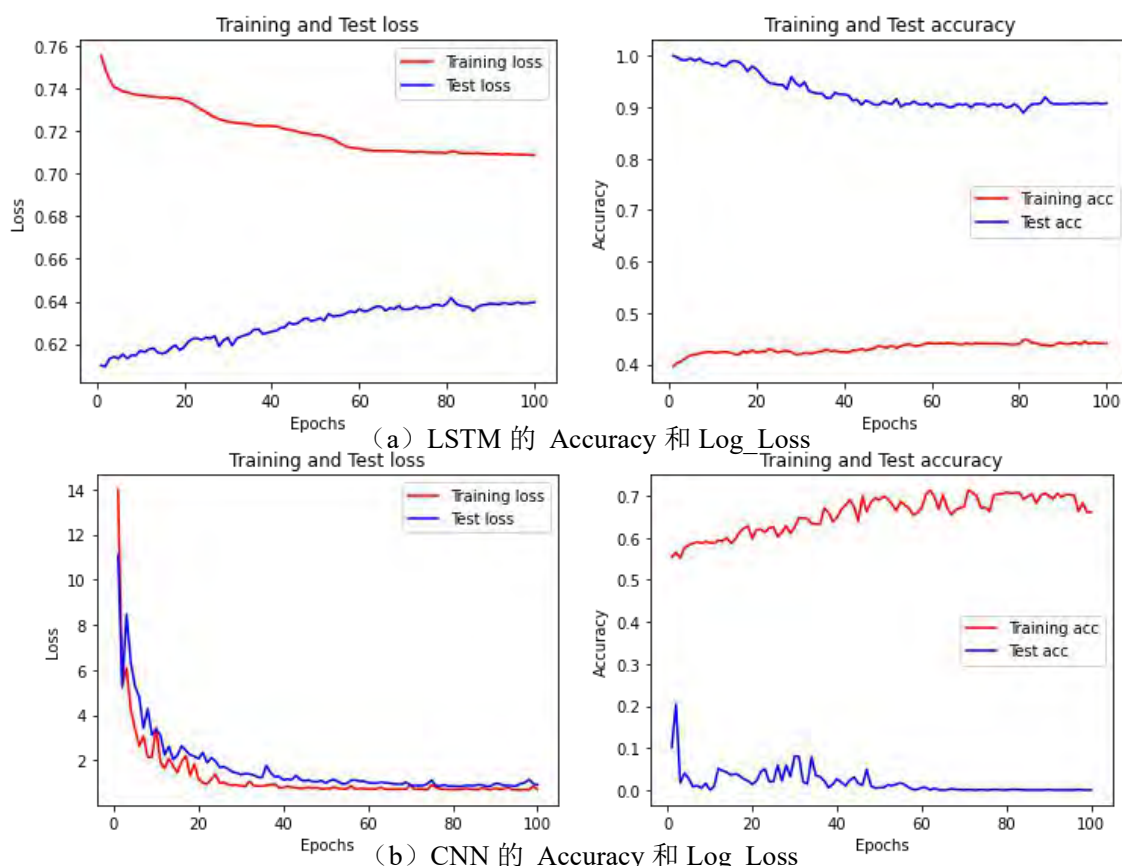 Training and Test loss
Training and Test accuracy
0.76
0.74
0.72
0.70
0.68
0.66
0.64
0.62
Loss
Training loss
Test loss
0
20
40
60
80
100
Epochs
1.0
0.9
0.8
0.7
0.6
0.5
0.4
Accuracy
Training acc
Test acc
0
20
40
60
80
100
Epochs
（a）LSTM 的 Accuracy 和 Log_Loss
Training and Test loss
Training and Test accuracy
14
12
10
8
6
4
2
Loss
Training loss
Test loss
0
20
40
60
80
100
Epochs
0.7
0.6
0.5
0.4
0.3
0.2
0.1
0.0
Accuracy
Training acc
Test acc
0
20
40
60
80
100
Epochs
（b）CNN 的 Accuracy 和 Log_Loss